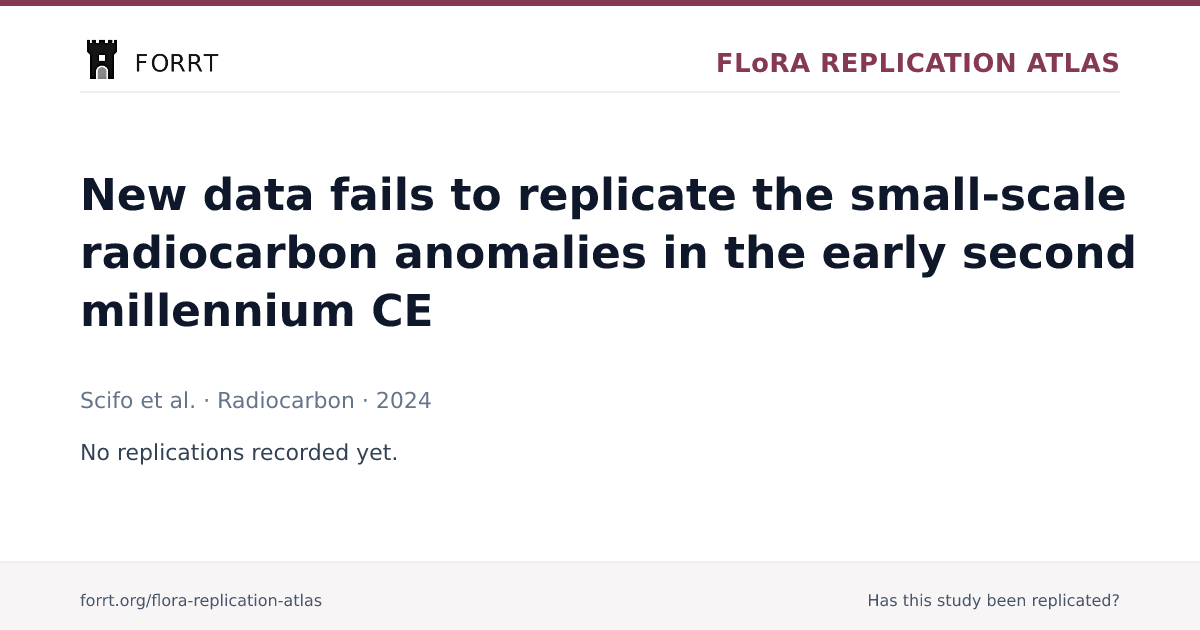 FORRT
FLoRA REPLICATION ATLAS
New data fails to replicate the small-scale
radiocarbon anomalies in the early second
millennium CE
Scifo et al. · Radiocarbon · 2024
No replications recorded yet.
forrt.org/flora-replication-atlas
Has this study been replicated?